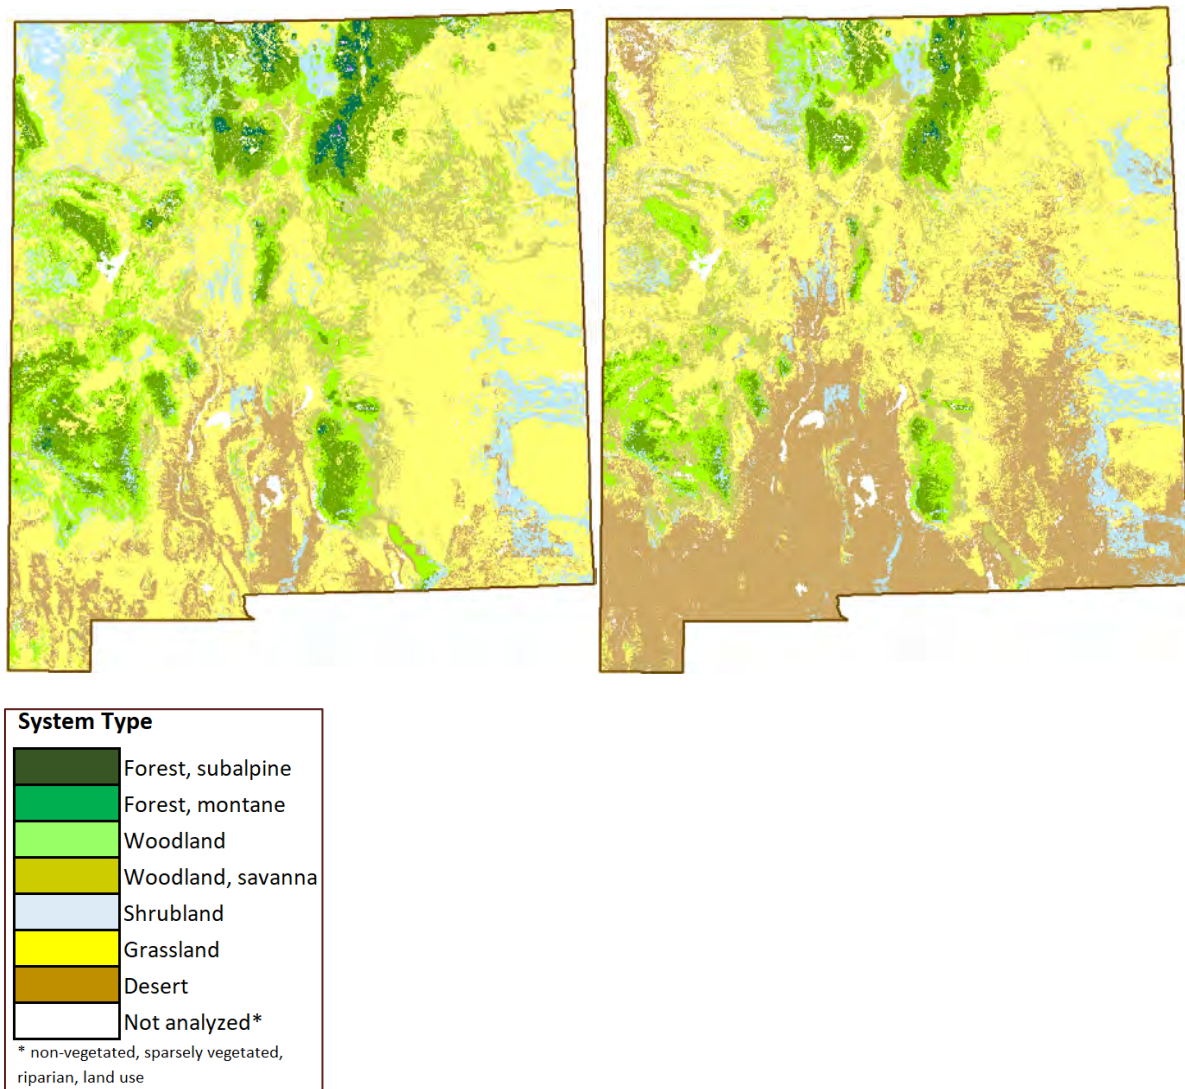 System Type
Forest, subalpine
Forest, montane
Woodland
Woodland, savanna
Shrubland
Grassland
Desert
Not analyzed*
* non-vegetated, sparsely vegetated,
riparian, land use